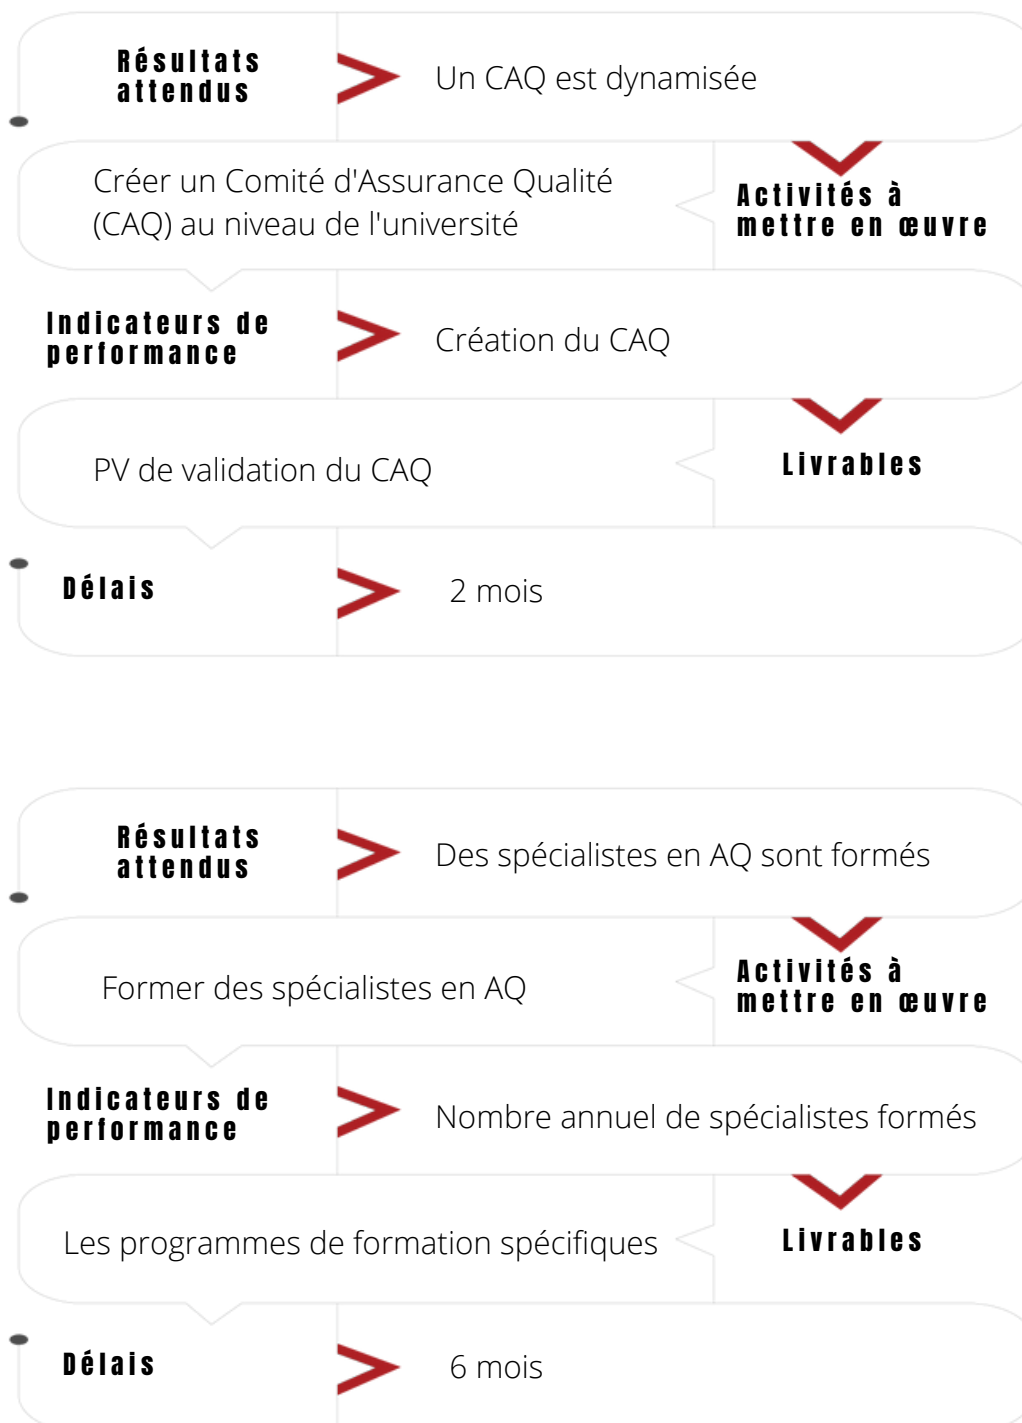 Résultats
attendus
Un CAQ est dynamisée
Créer un Comité d'Assurance Qualité
(CAQ) au niveau de l'université
Activités à
mettre en œuvre
Indicateurs de
performance
Création du CAQ
PV de validation du CAQ
Livrables
Délais
2 mois
Résultats
attendus
Des spécialistes en AQ sont formés
Former des spécialistes en AQ
Activités à
mettre en œuvre
Indicateurs de
performance
Nombre annuel de spécialistes formés
Les programmes de formation spécifiques
Livrables
Délais
6 mois